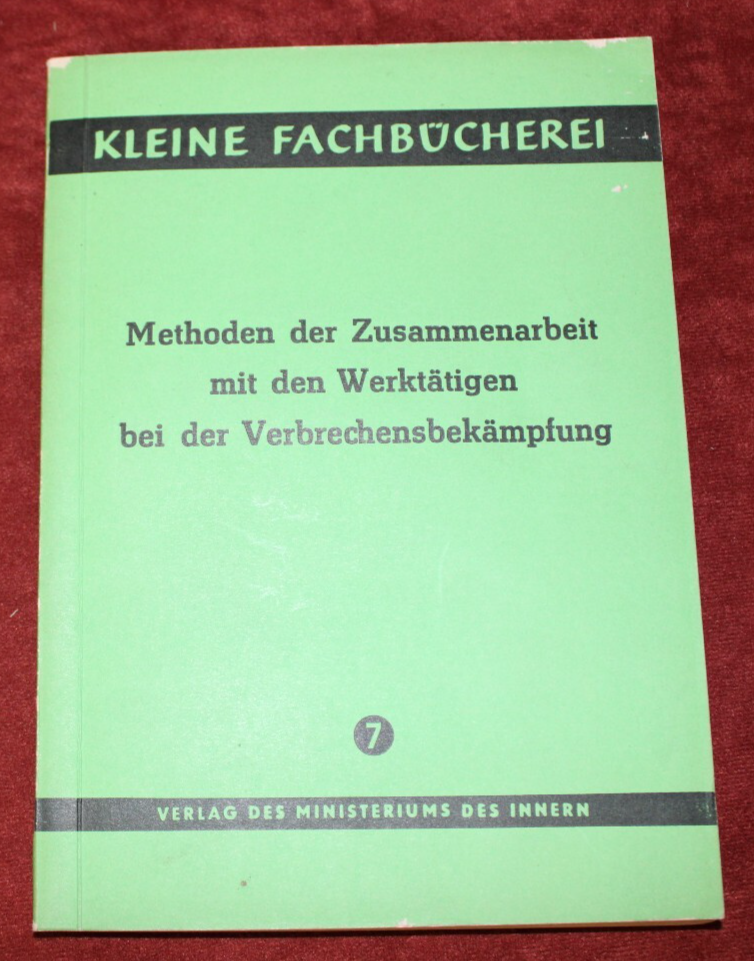 KLEINE FACHBÜCHEREI
Methoden der Zusammenarbeit
mit den Werktätigen
bei der Verbrechensbekämpfung
7
VERLAG DES MINISTERIUMS DES INNERN